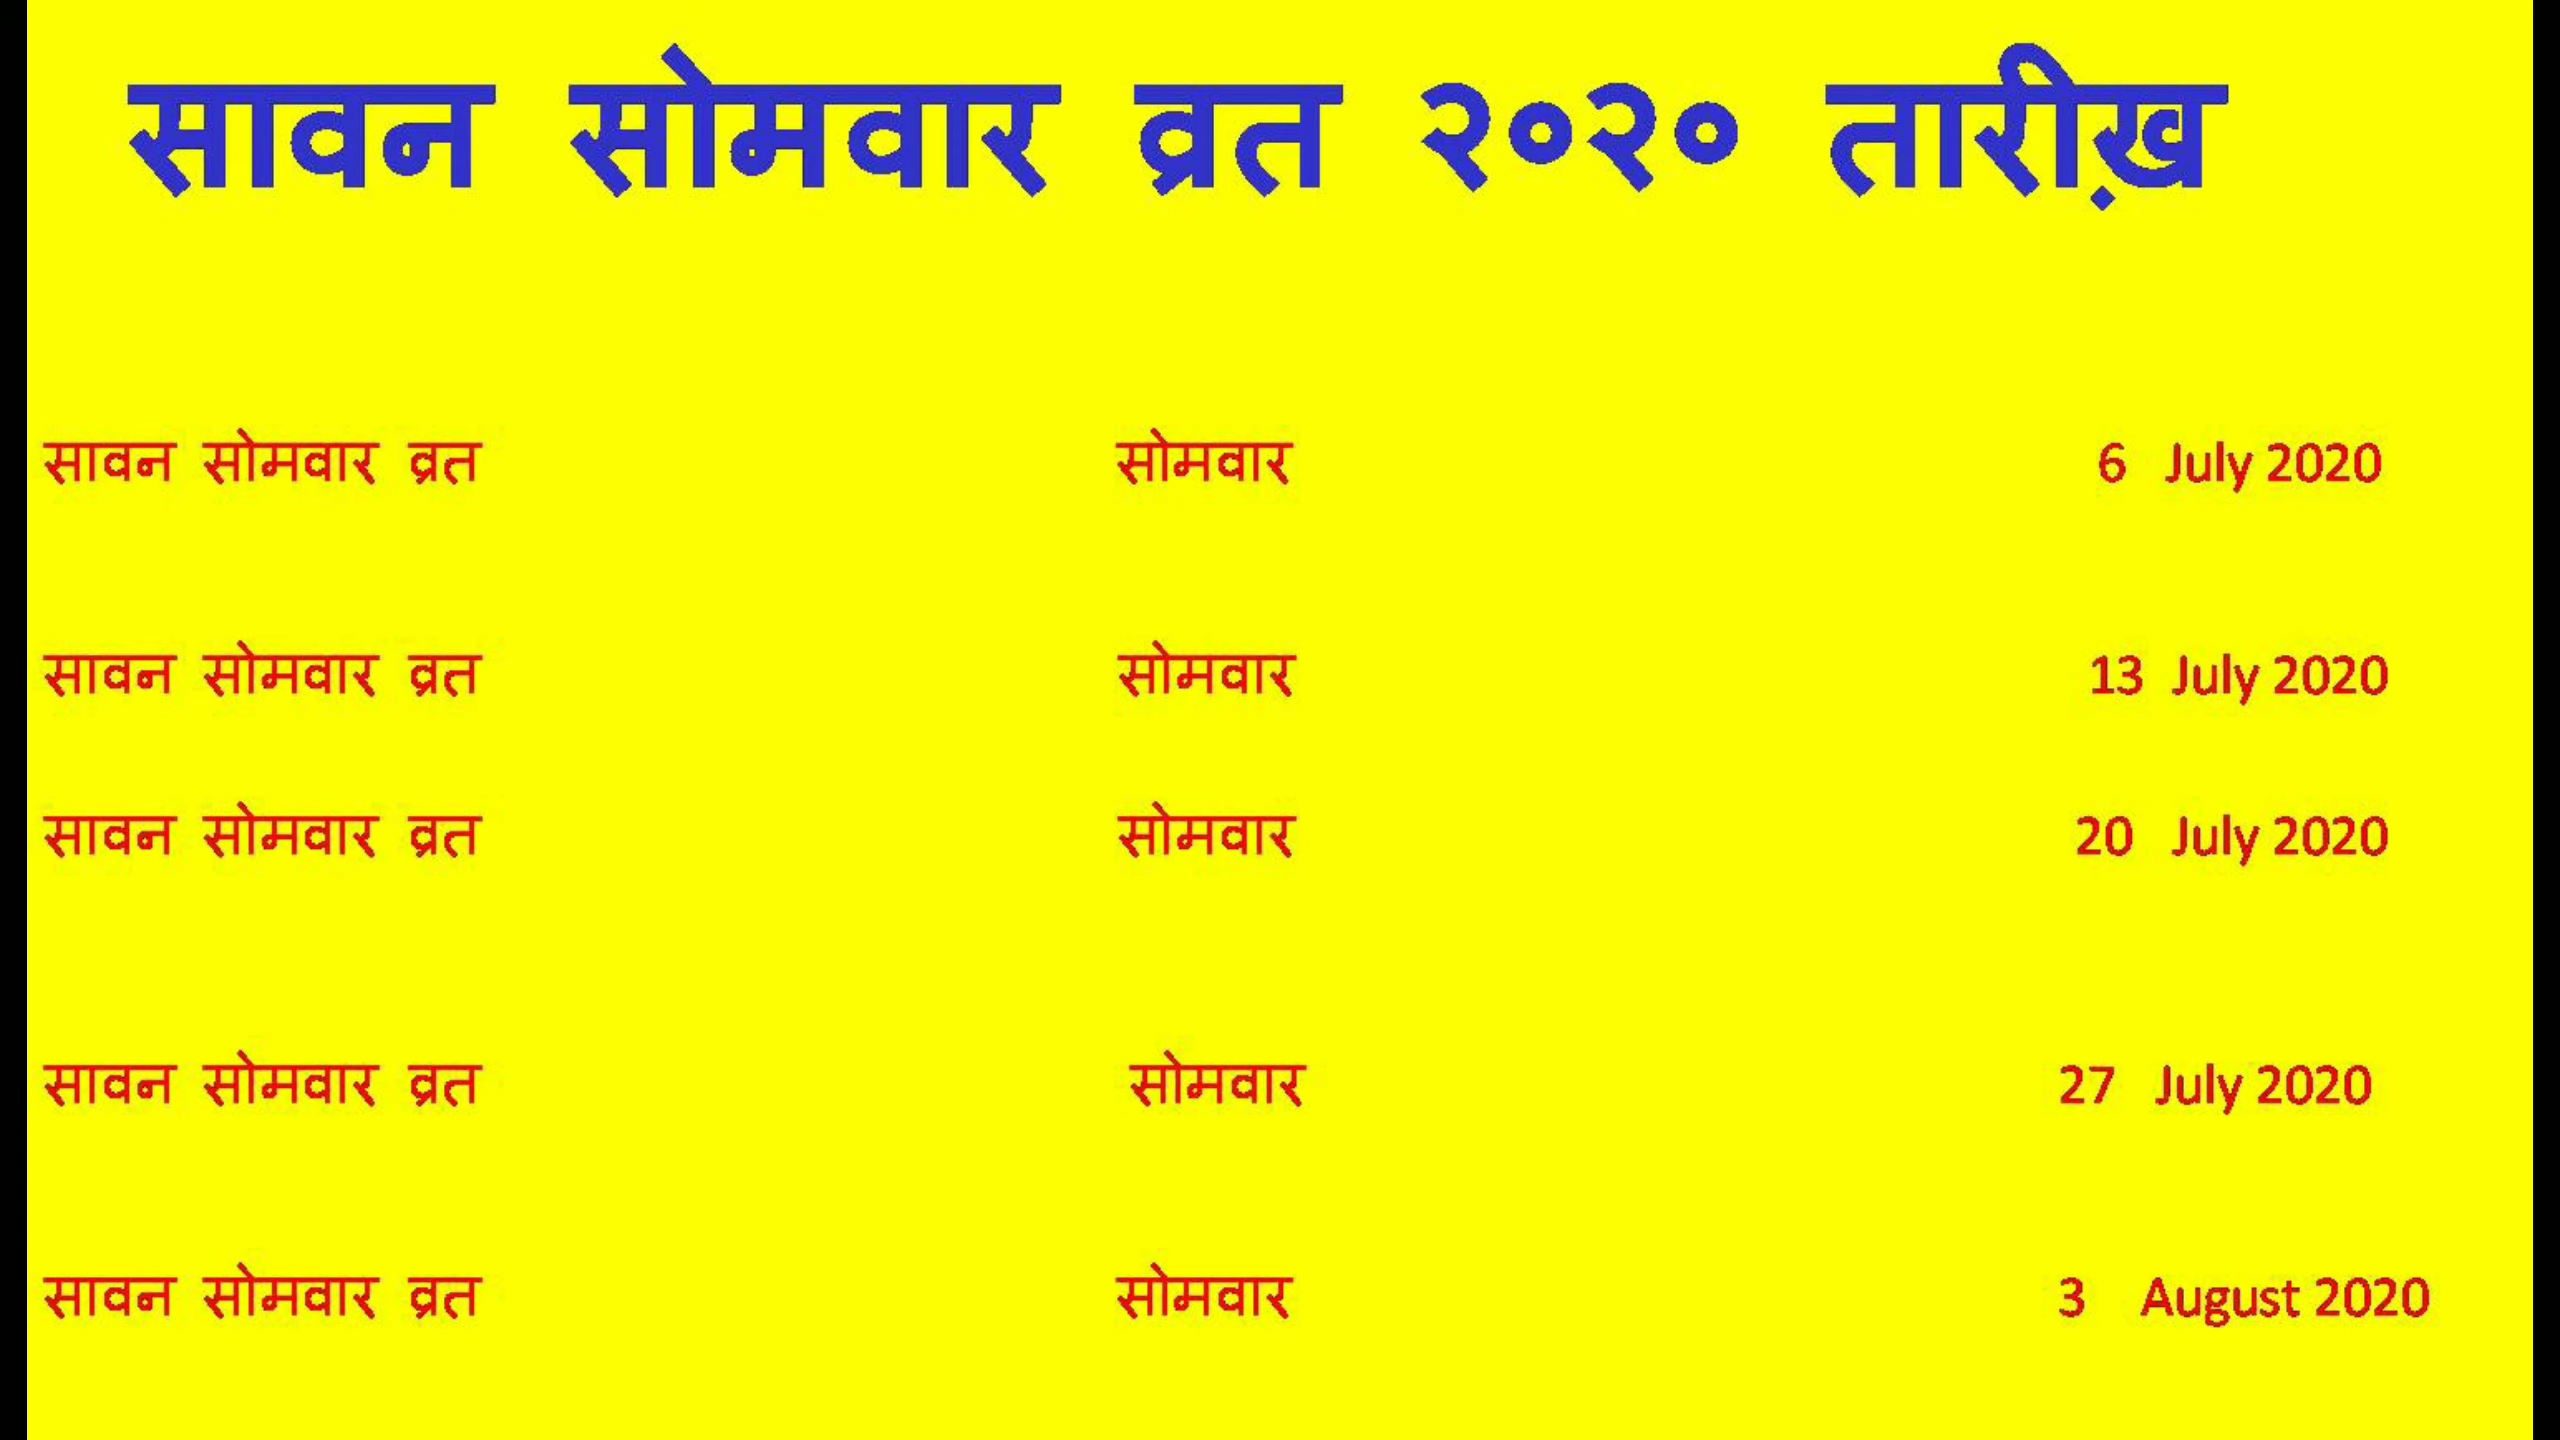 सावन सोमवार व्रत २०२० तारीख़
सावन सोमवार व्रत सोमवार 6 July 2020
सावन सोमवार व्रत सोमवार 13 July 2020
सावन सोमवार व्रत सोमवार 20 July 2020
सावन सोमवार व्रत सोमवार 27 July 2020
सावन सोमवार व्रत सोमवार 3 August 2020